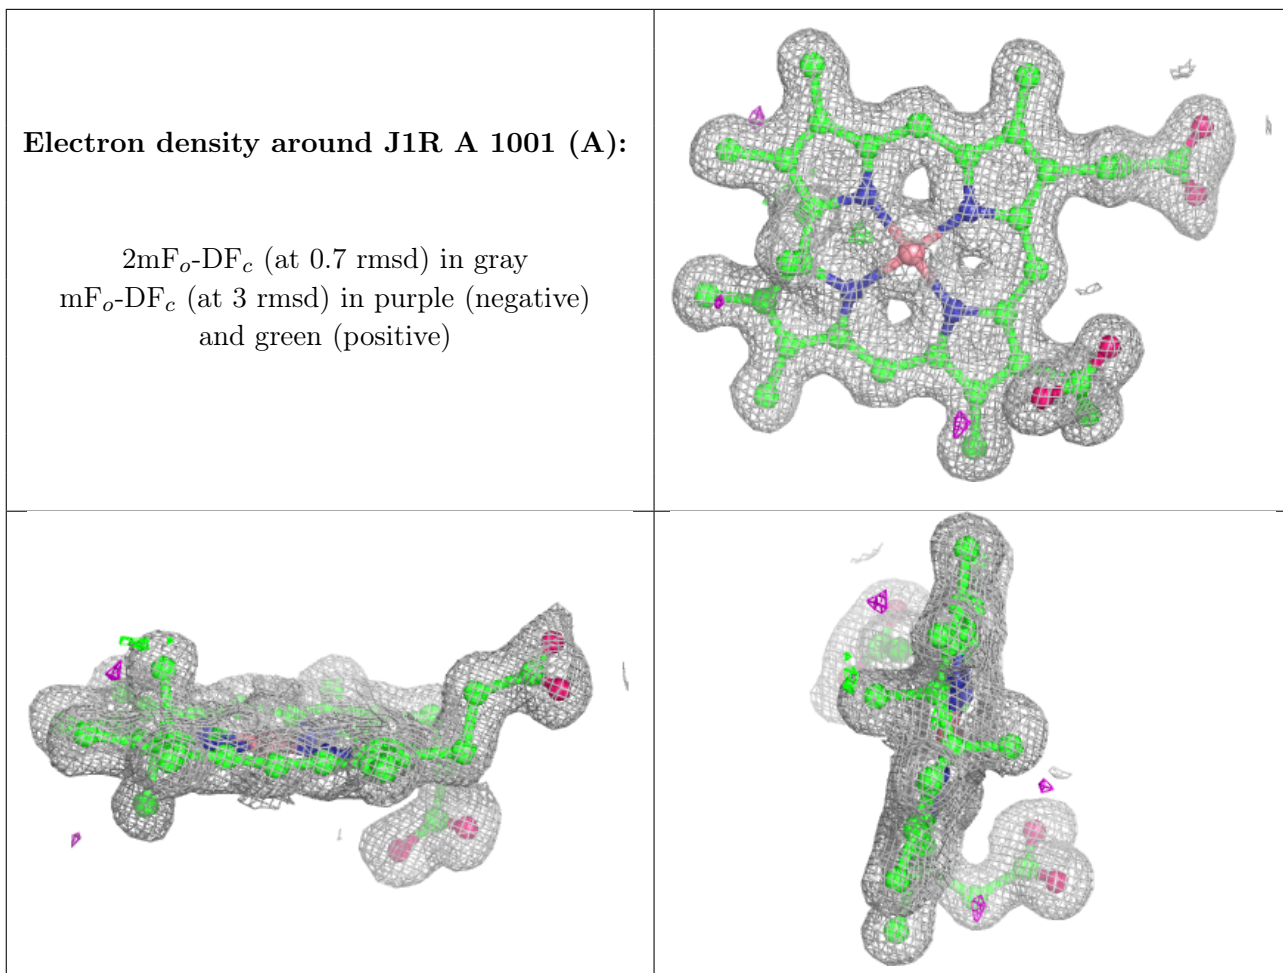 Electron density around J1R A 1001 (A):
2mFo-DFc (at 0.7 rmsd) in gray
mFo-DFc (at 3 rmsd) in purple (negative)
and green (positive)